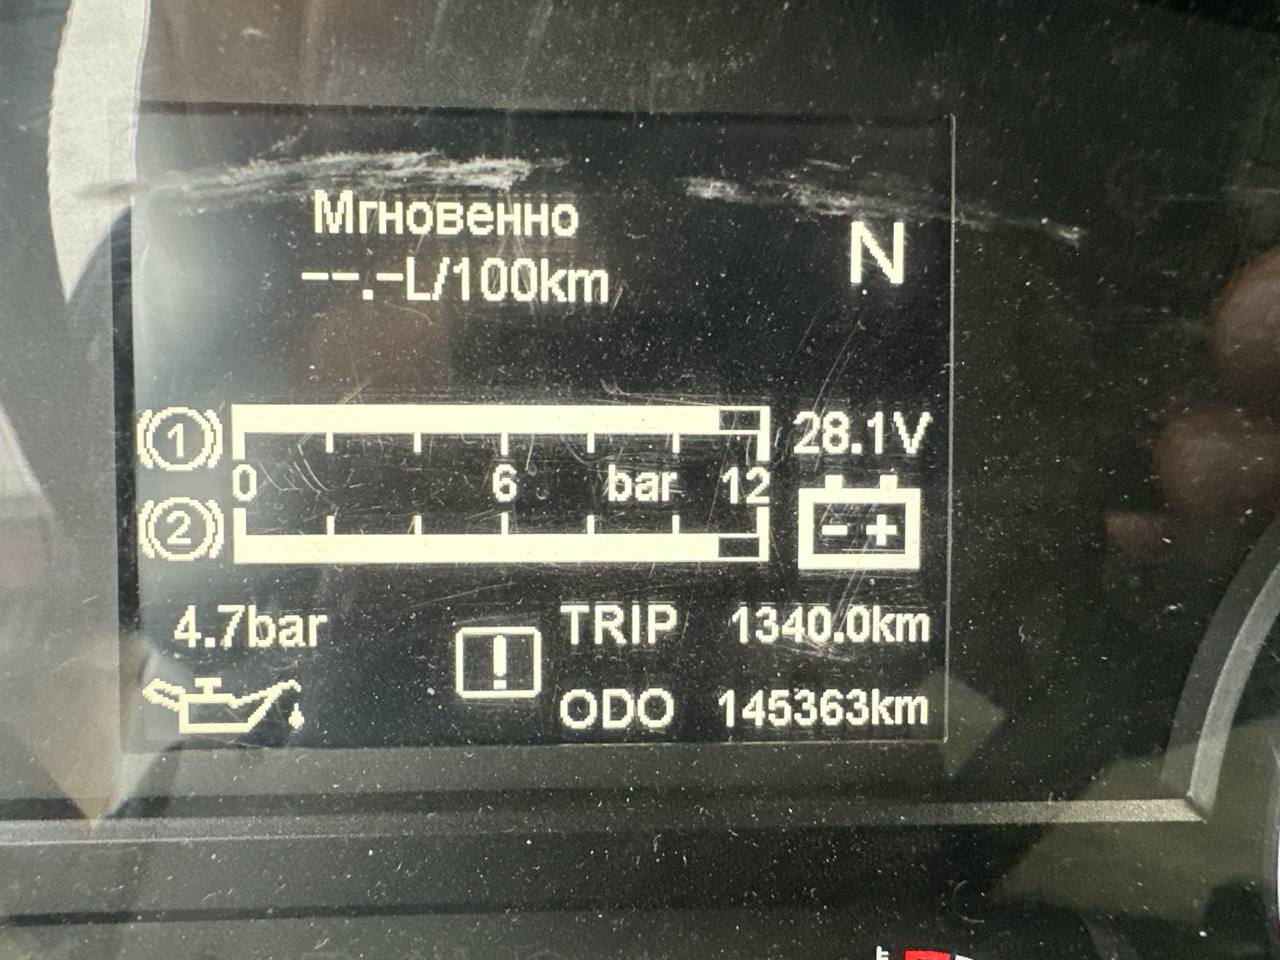 Мгновенно
--.-L/100km
N
1
28.1V
0 6 bar 12
2
- +
4.7bar
!
TRIP 1340.0km
ODO 145363km